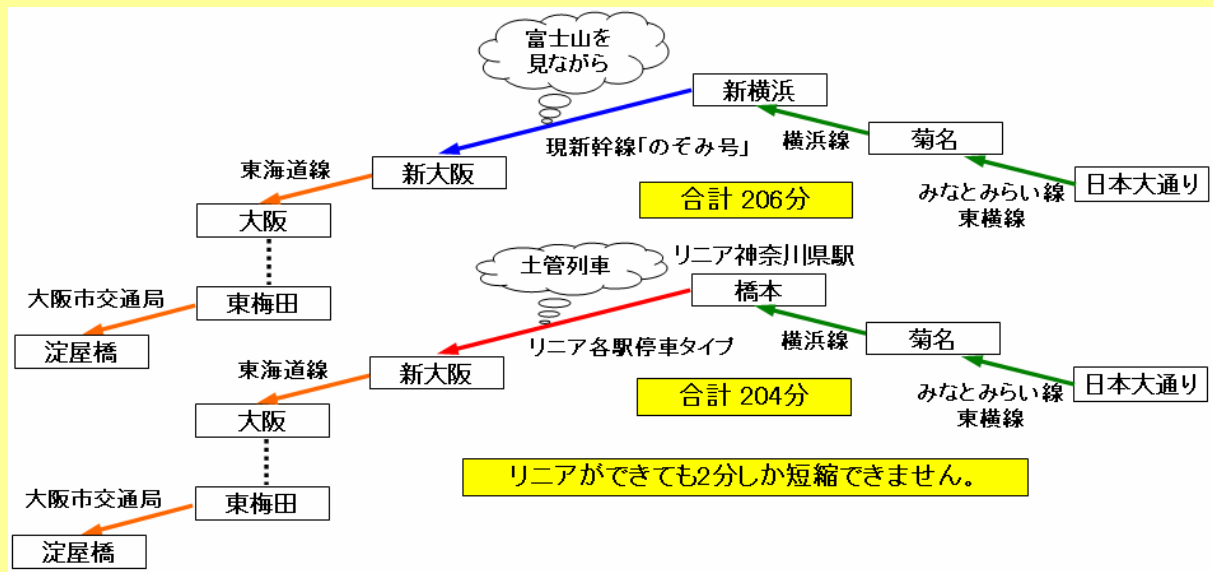 富士山を
見ながら
新横浜
横浜線
菊名
現新幹線「のぞみ号」
東海道線
新大阪
みなとみらい線
東横線
日本大通り
合計 206分
大阪
大阪市交通局
東梅田
淀屋橋
土管列車
リニア神奈川県駅
橋本
横浜線
菊名
リニア各駅停車タイプ
東海道線
新大阪
みなとみらい線
東横線
日本大通り
合計 204分
大阪
リニアができても2分しか短縮できません。
大阪市交通局
東梅田
淀屋橋